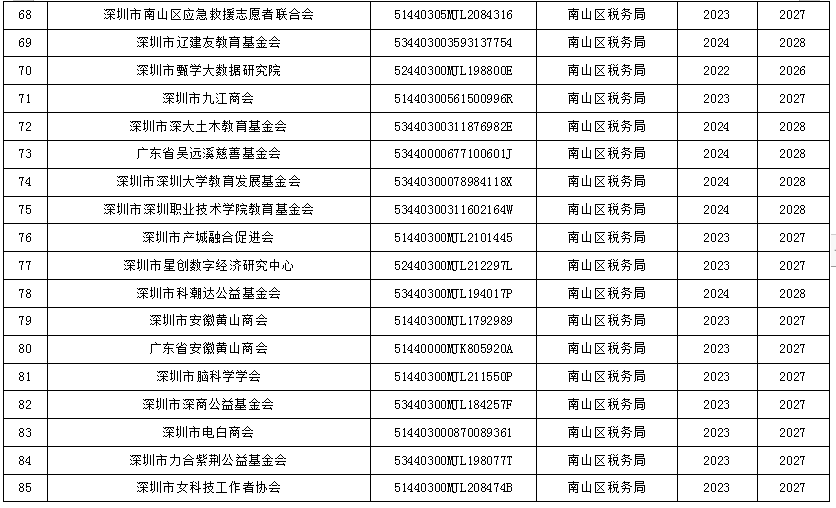 68 深圳市南山区应急救援志愿者联合会 51440305MJL2084316 南山区税务局 2023 2027
69 深圳市辽建友教育基金会 534403003593137754 南山区税务局 2024 2028
70 深圳市甄学大数据研究院 52440300MJL198800E 南山区税务局 2022 2026
71 深圳市九江商会 51440300561500996R 南山区税务局 2023 2027
72 深圳市深大土木教育基金会 53440300311876982E 南山区税务局 2024 2028
73 广东省吴远溪慈善基金会 53440000677100601J 南山区税务局 2024 2028
74 深圳市深圳大学教育发展基金会 53440300078984118X 南山区税务局 2024 2028
75 深圳市深圳职业技术学院教育基金会 53440300311602164W 南山区税务局 2024 2028
76 深圳市产城融合促进会 51440300MJL2101445 南山区税务局 2023 2027
77 深圳市星创数字经济研究中心 52440300MJL212297L 南山区税务局 2023 2027
78 深圳市科潮达公益基金会 53440300MJL194017P 南山区税务局 2024 2028
79 深圳市安徽黄山商会 51440300MJL1792989 南山区税务局 2023 2027
80 广东省安徽黄山商会 51440000MJK805920A 南山区税务局 2023 2027
81 深圳市脑科学学会 51440300MJL211550P 南山区税务局 2023 2027
82 深圳市深商公益基金会 53440300MJL184257F 南山区税务局 2023 2027
83 深圳市电白商会 514403000870089361 南山区税务局 2023 2027
84 深圳市力合紫荆公益基金会 53440300MJL198077T 南山区税务局 2023 2027
85 深圳市女科技工作者协会 51440300MJL208474B 南山区税务局 2023 2027